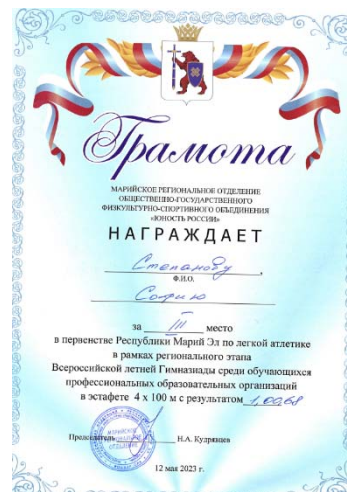 Грамота
МАРИЙСКОЕ РЕГИОНАЛЬНОЕ ОТДЕЛЕНИЕ
ОБЩЕСТВЕННО-ГОСУДАРСТВЕННОГО
ФИЗКУЛЬТУРНО-СПОРТИВНОГО ОБЪЕДИНЕНИЯ
«ЮНОСТЬ РОССИИ»
НАГРАЖДАЕТ
Степанову,
Ф.И.О.
Софию
за III место
в первенстве Республики Марий Эл по легкой атлетике
в рамках регионального этапа
Всероссийской летней Гимназиады среди обучающихся
профессиональных образовательных организаций
в эстафете 4 х 100 м с результатом 1,00,68
Председатель Н.А. Кудрявцев
12 мая 2023 г.